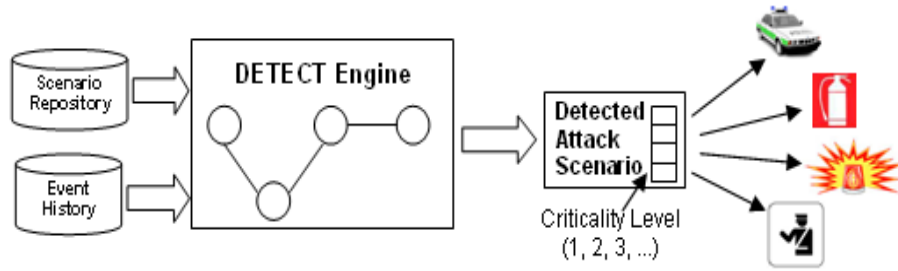 Scenario
Repository
Event
History
DETECT Engine
Detected
Attack
Scenario
Criticality Level
(1, 2, 3, ...)